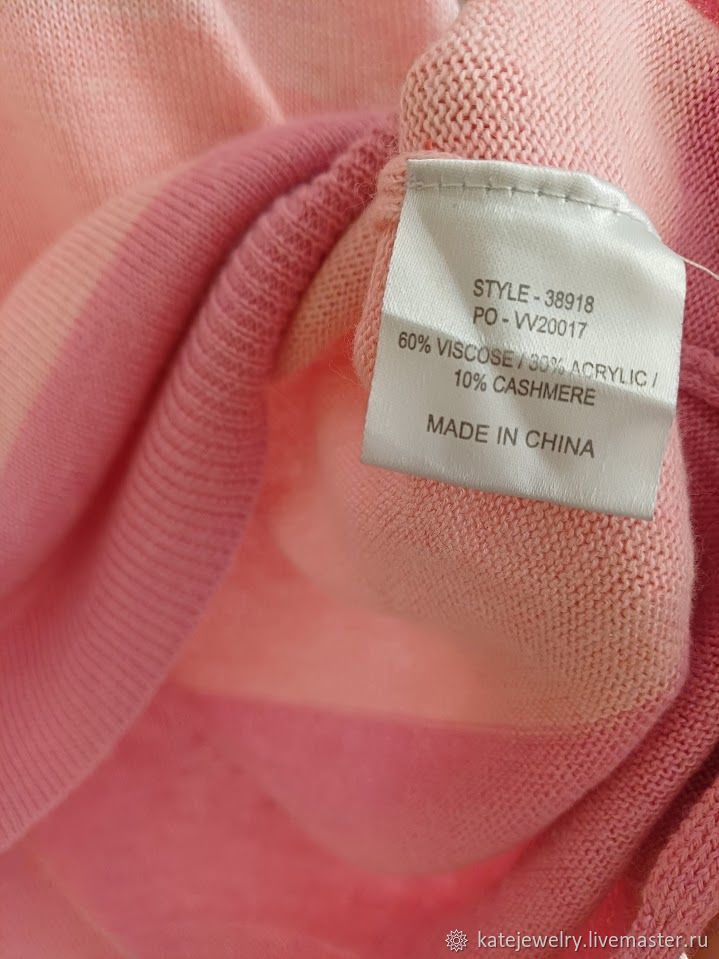 STYLE - 38918
PO - VV20017
60% VISCOSE / 30% ACRYLIC /
10% CASHMERE
MADE IN CHINA
katejewelry.livemaster.ru